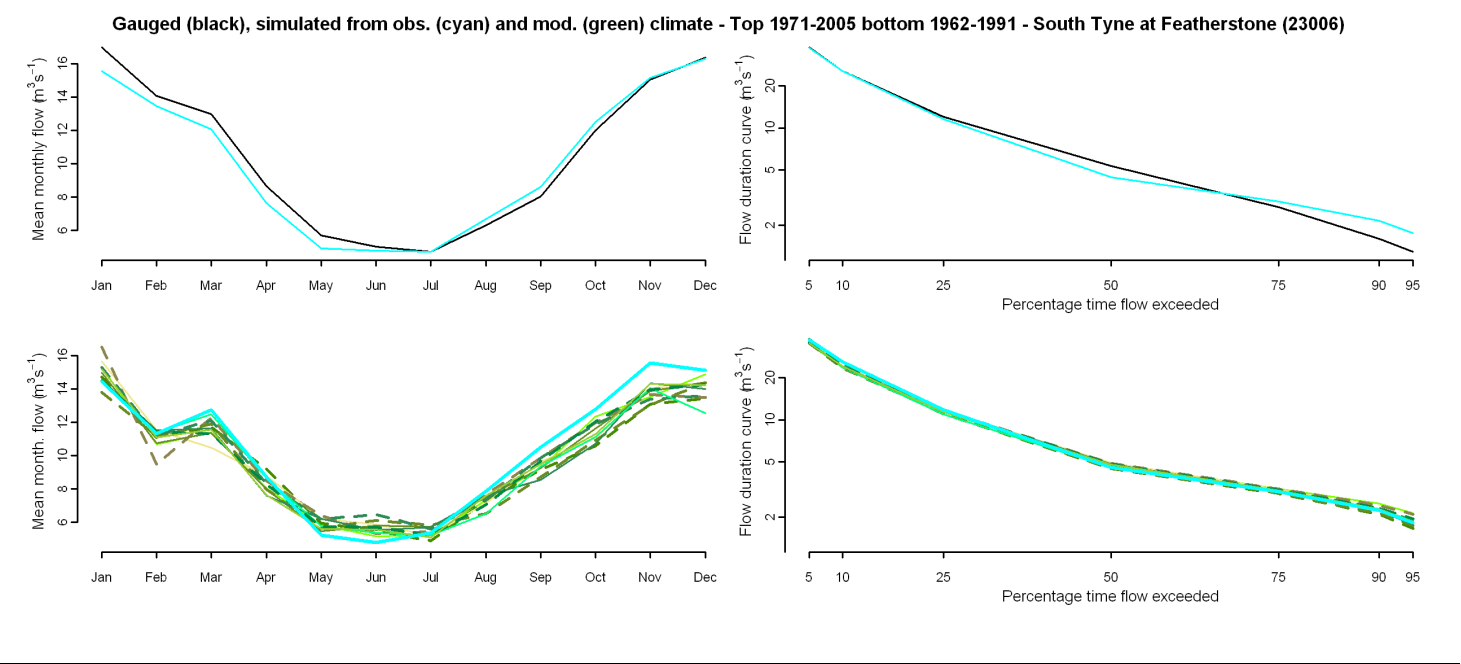 Gauged (black), simulated from obs. (cyan) and mod. (green) climate - Top 1971-2005 bottom 1962-1991 - South Tyne at Featherstone (23006)
Mean monthly flow (m³s⁻¹)
16
14
12
10
8
6
Jan Feb Mar Apr May Jun Jul Aug Sep Oct Nov Dec
Flow duration curve (m³s⁻¹)
20
10
5
2
5 10 25 50 75 90 95
Percentage time flow exceeded
Mean month. flow (m³s⁻¹)
16
14
12
10
8
6
Jan Feb Mar Apr May Jun Jul Aug Sep Oct Nov Dec
Flow duration curve (m³s⁻¹)
20
10
5
2
5 10 25 50 75 90 95
Percentage time flow exceeded